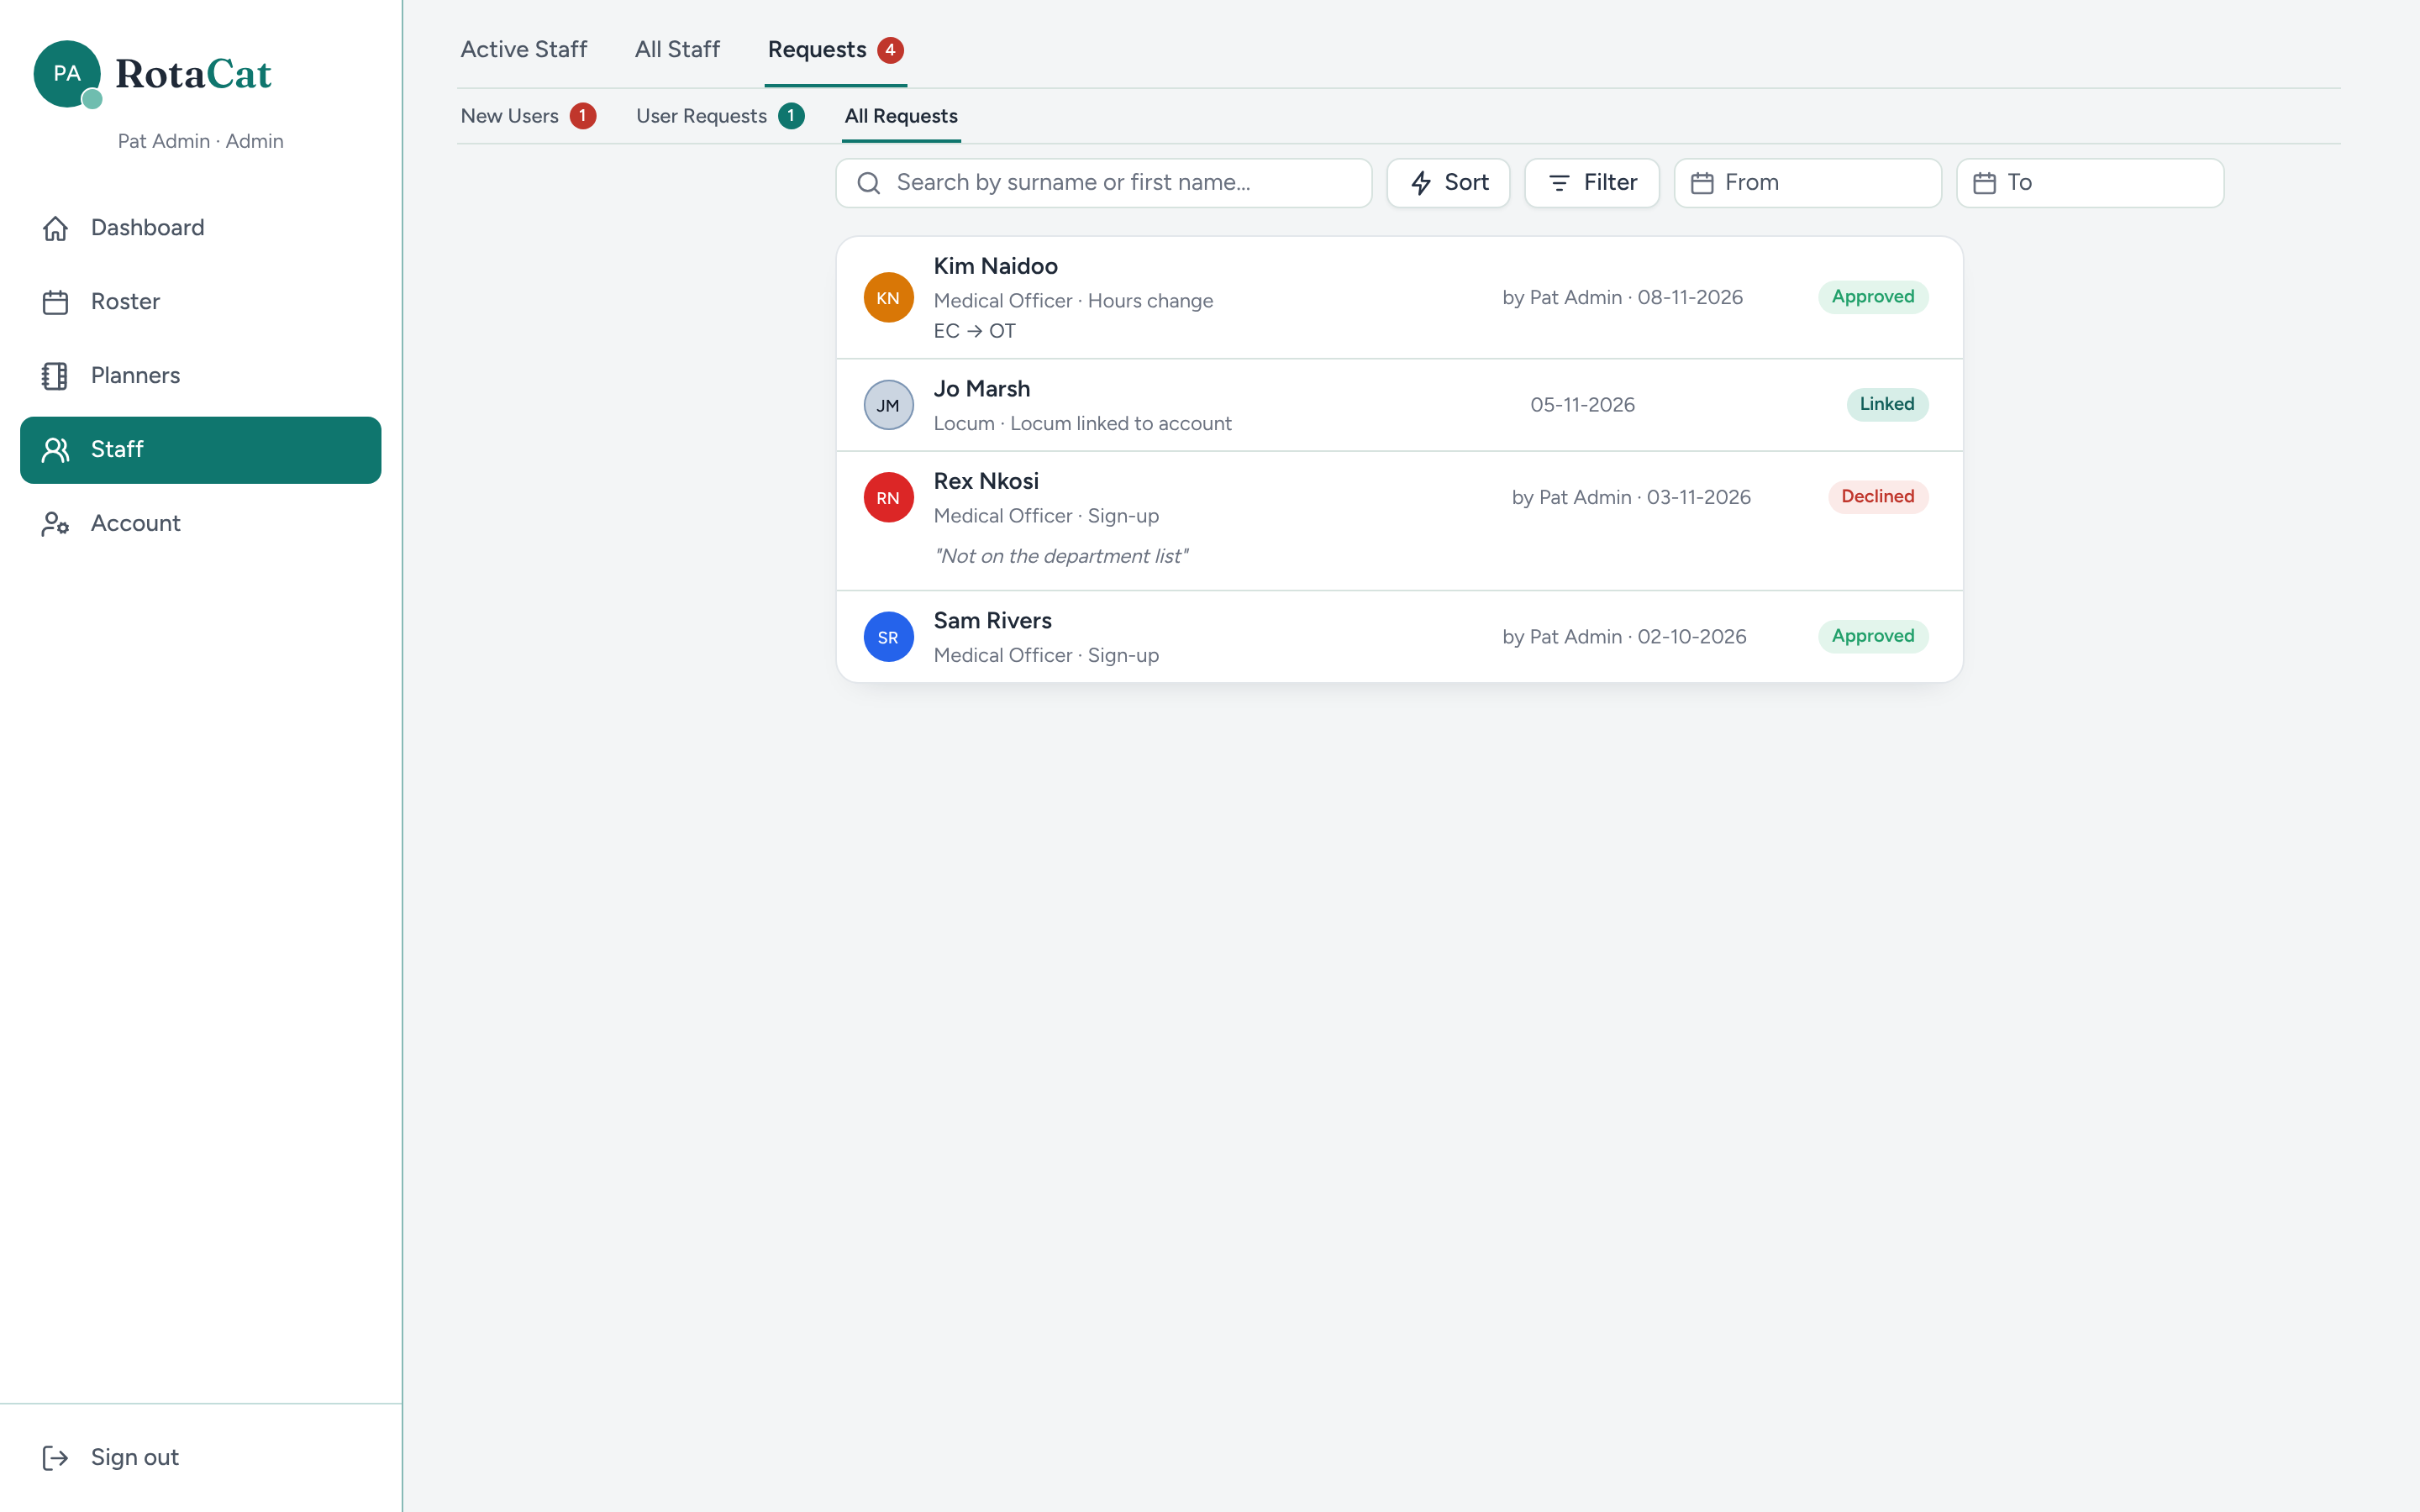 PA
RotaCat
Pat Admin · Admin
Dashboard
Roster
Planners
Staff
Account
Sign out
Active Staff
All Staff
Requests 4
New Users 1
User Requests 1
All Requests
Search by surname or first name...
Sort
Filter
From
To
KN
Kim Naidoo
Medical Officer · Hours change
EC → OT
by Pat Admin · 08-11-2026
Approved
JM
Jo Marsh
Locum · Locum linked to account
05-11-2026
Linked
RN
Rex Nkosi
Medical Officer · Sign-up
"Not on the department list"
by Pat Admin · 03-11-2026
Declined
SR
Sam Rivers
Medical Officer · Sign-up
by Pat Admin · 02-10-2026
Approved